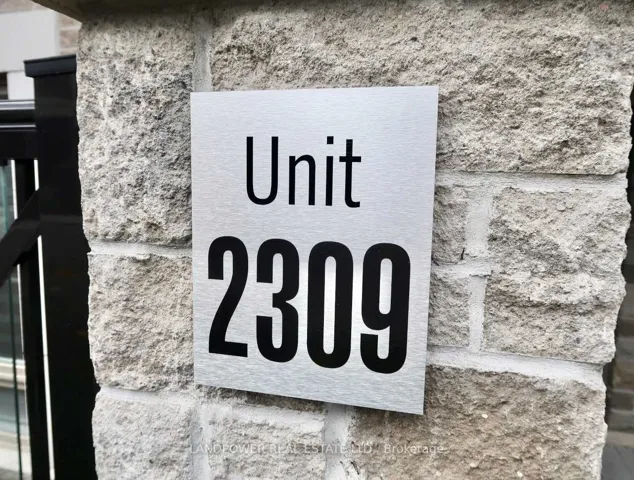 Unit
2309
LANDPOWER REAL ESTATE LTD., Brokerage